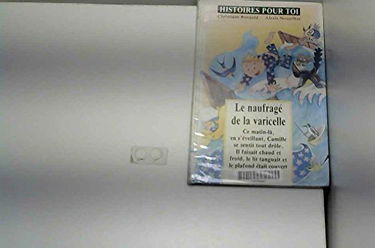 HISTOIRES POUR TOI
Le naufragé
de la varicelle
Ce matin-là,
en s'éveillant, Camille
se sentit tout drôle.
Il faisait chaud et
froid, le lit tanguait et
le plafond était couvert